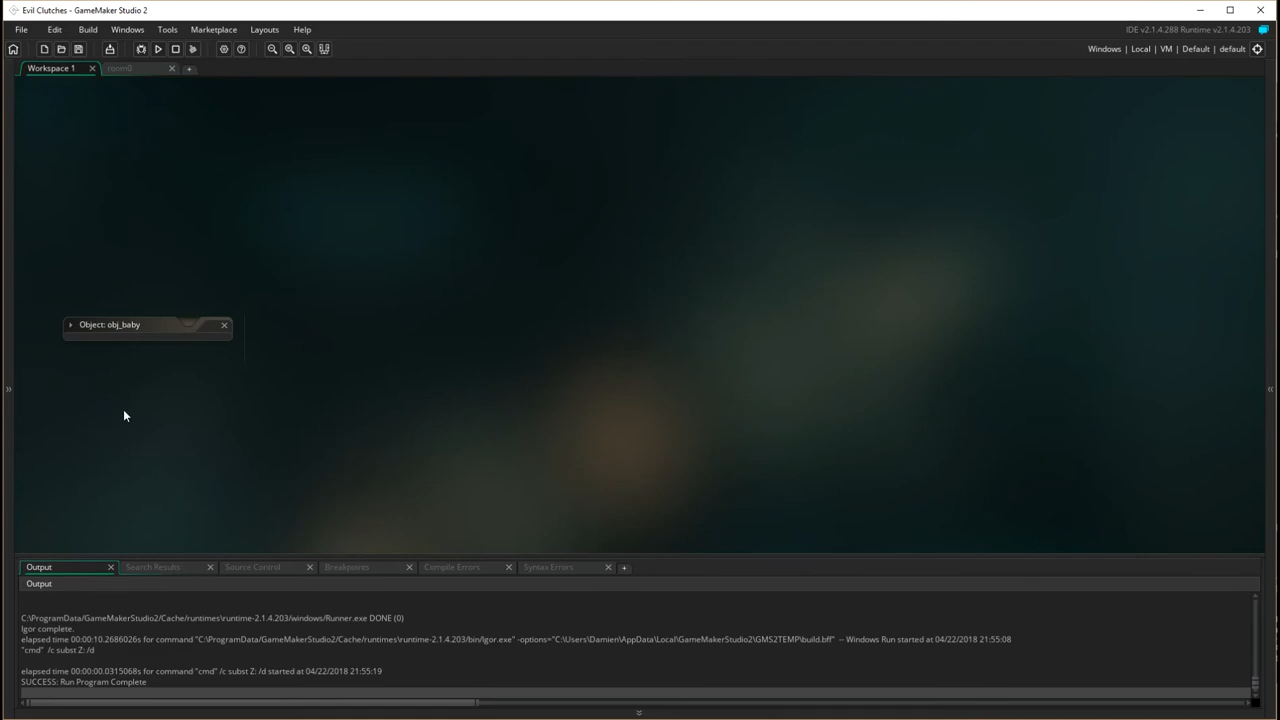 Evil Clutches - GameMaker Studio 2
File Edit Build Windows Tools Marketplace Layouts Help
IDE v2.1.4.288 Runtime v2.1.4.203
Windows | Local | VM | Default | default
Workspace 1
room0
Object: obj_baby
Output Search Results Source Control Breakpoints Compile Errors Syntax Errors
Output
C:\ProgramData/GameMakerStudio2/Cache/runtimes\runtime-2.1.4.203/windows/Runner.exe DONE (0)
Igor complete.
elapsed time 00:00:10.2686026s for command "C:\ProgramData/GameMakerStudio2/Cache/runtimes\runtime-2.1.4.203/bin/Igor.exe" -options="C:\Users\Damien\AppData\Local\GameMakerStudio2\GMS2TEMP\build.bff" -- Windows Run started at 04/22/2018 21:55:08
"cmd" /c subst Z: /d
elapsed time 00:00:00.0315068s for command "cmd" /c subst Z: /d started at 04/22/2018 21:55:19
SUCCESS: Run Program Complete